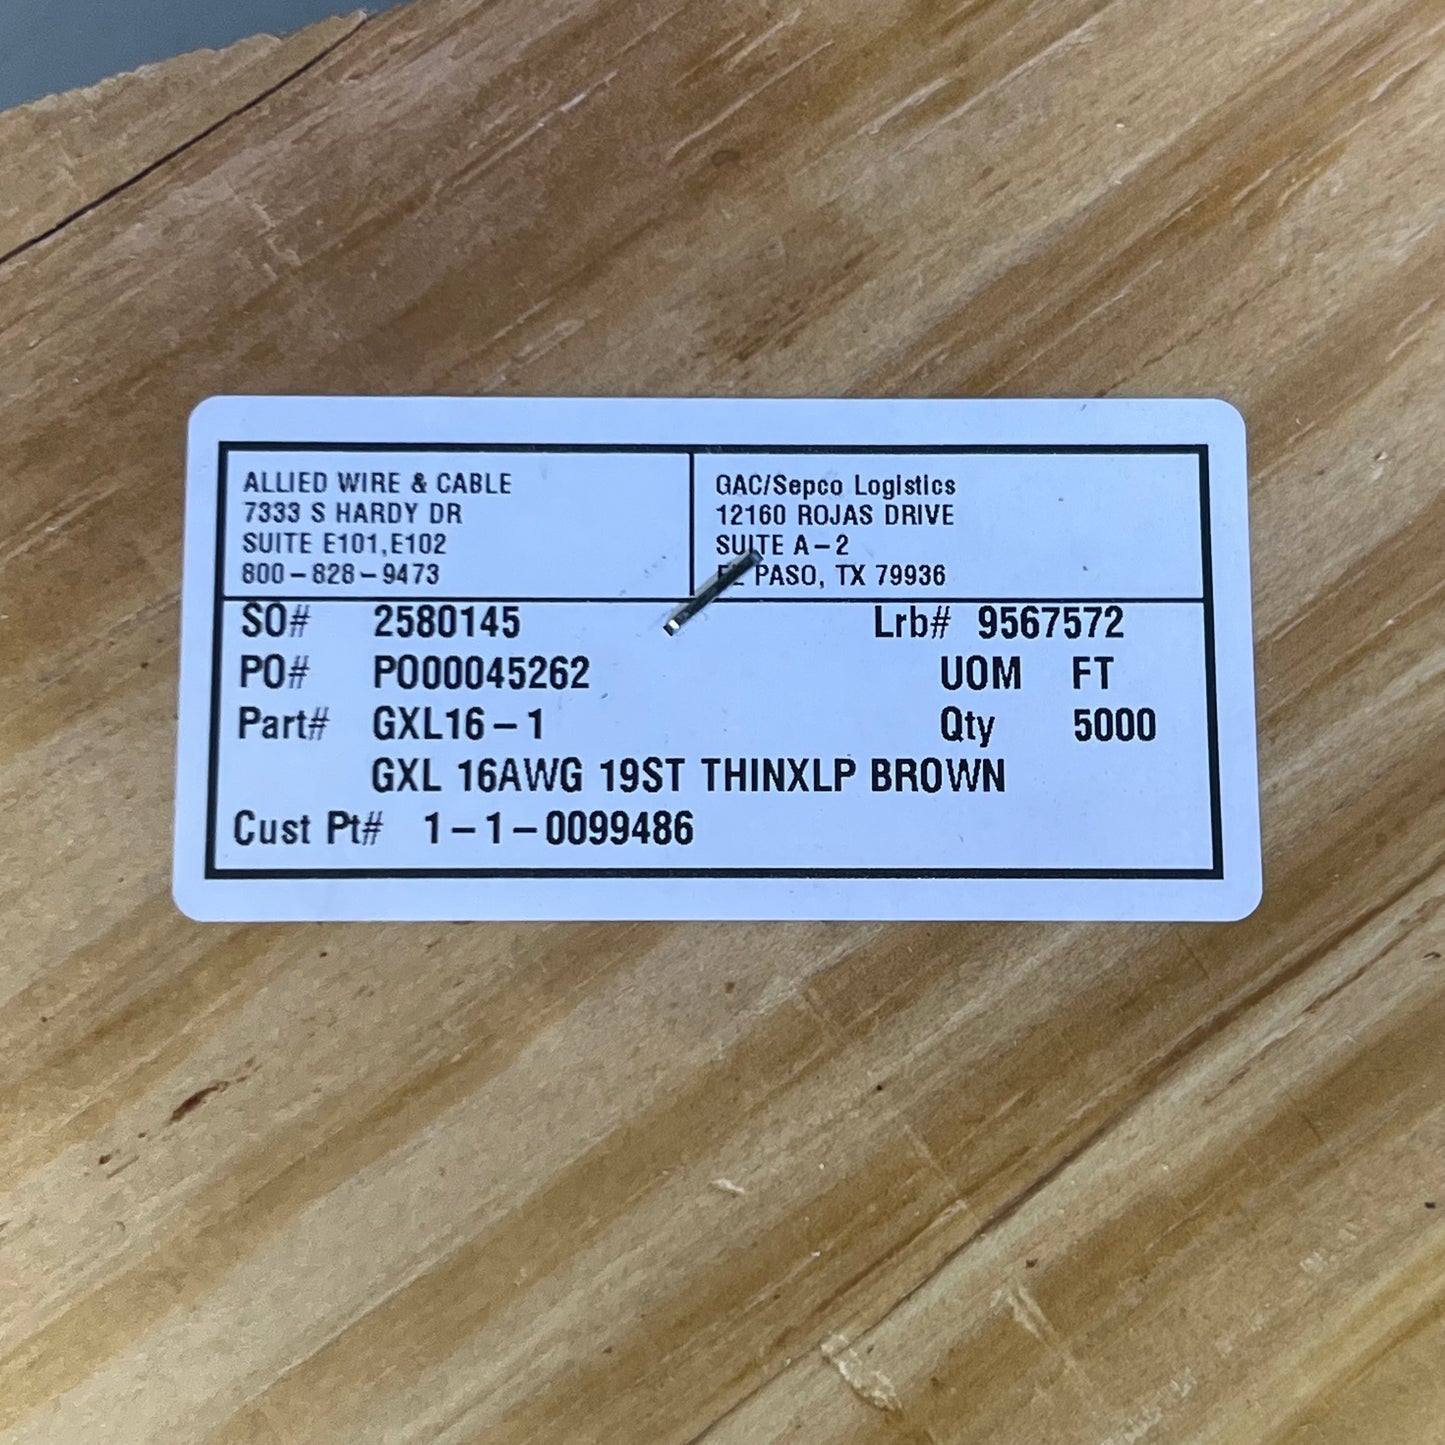 ALLIED WIRE & CABLE
7333 S HARDY DR
SUITE E101,E102
800-828-9473
GAC/Sepco Logistics
12160 ROJAS DRIVE
SUITE A-2
EL PASO, TX 79936
SO# 2580145 Lrb# 9567572
PO# PO00045262 UOM FT
Part# GXL16-1 Qty 5000
GXL 16AWG 19ST THINXLP BROWN
Cust Pt# 1-1-0099486